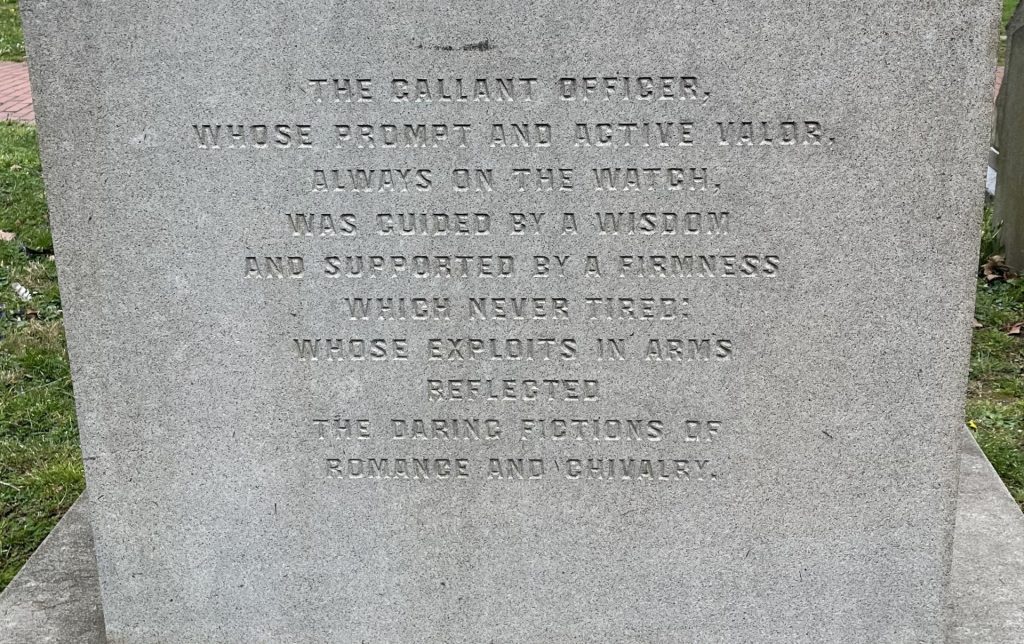 THE GALLANT OFFICER,
WHOSE PROMPT AND ACTIVE VALOR,
ALWAYS ON THE WATCH,
WAS GUIDED BY A WISDOM
AND SUPPORTED BY A FIRMNESS
WHICH NEVER TIRED:
WHOSE EXPLOITS IN ARMS
REFLECTED
THE DARING FICTIONS OF
ROMANCE AND CHIVALRY.